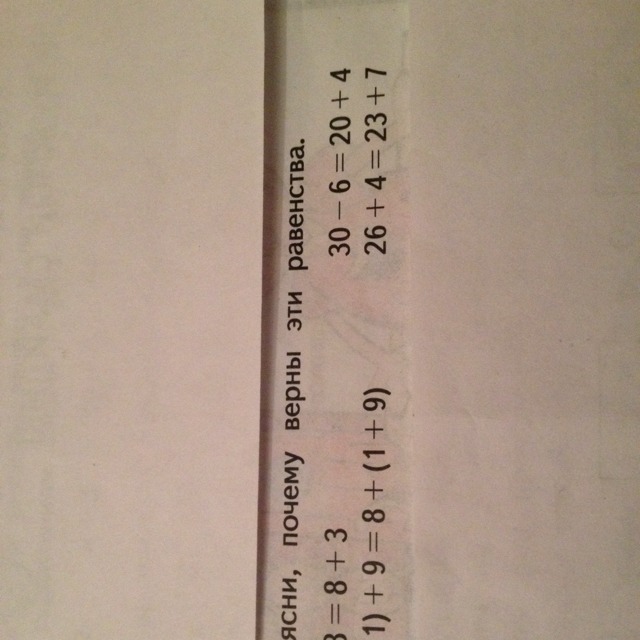 ясни, почему верны эти равенства.
= 8 + 3 30 − 6 = 20 + 4
1) + 9 = 8 + (1 + 9) 26 + 4 = 23 + 7